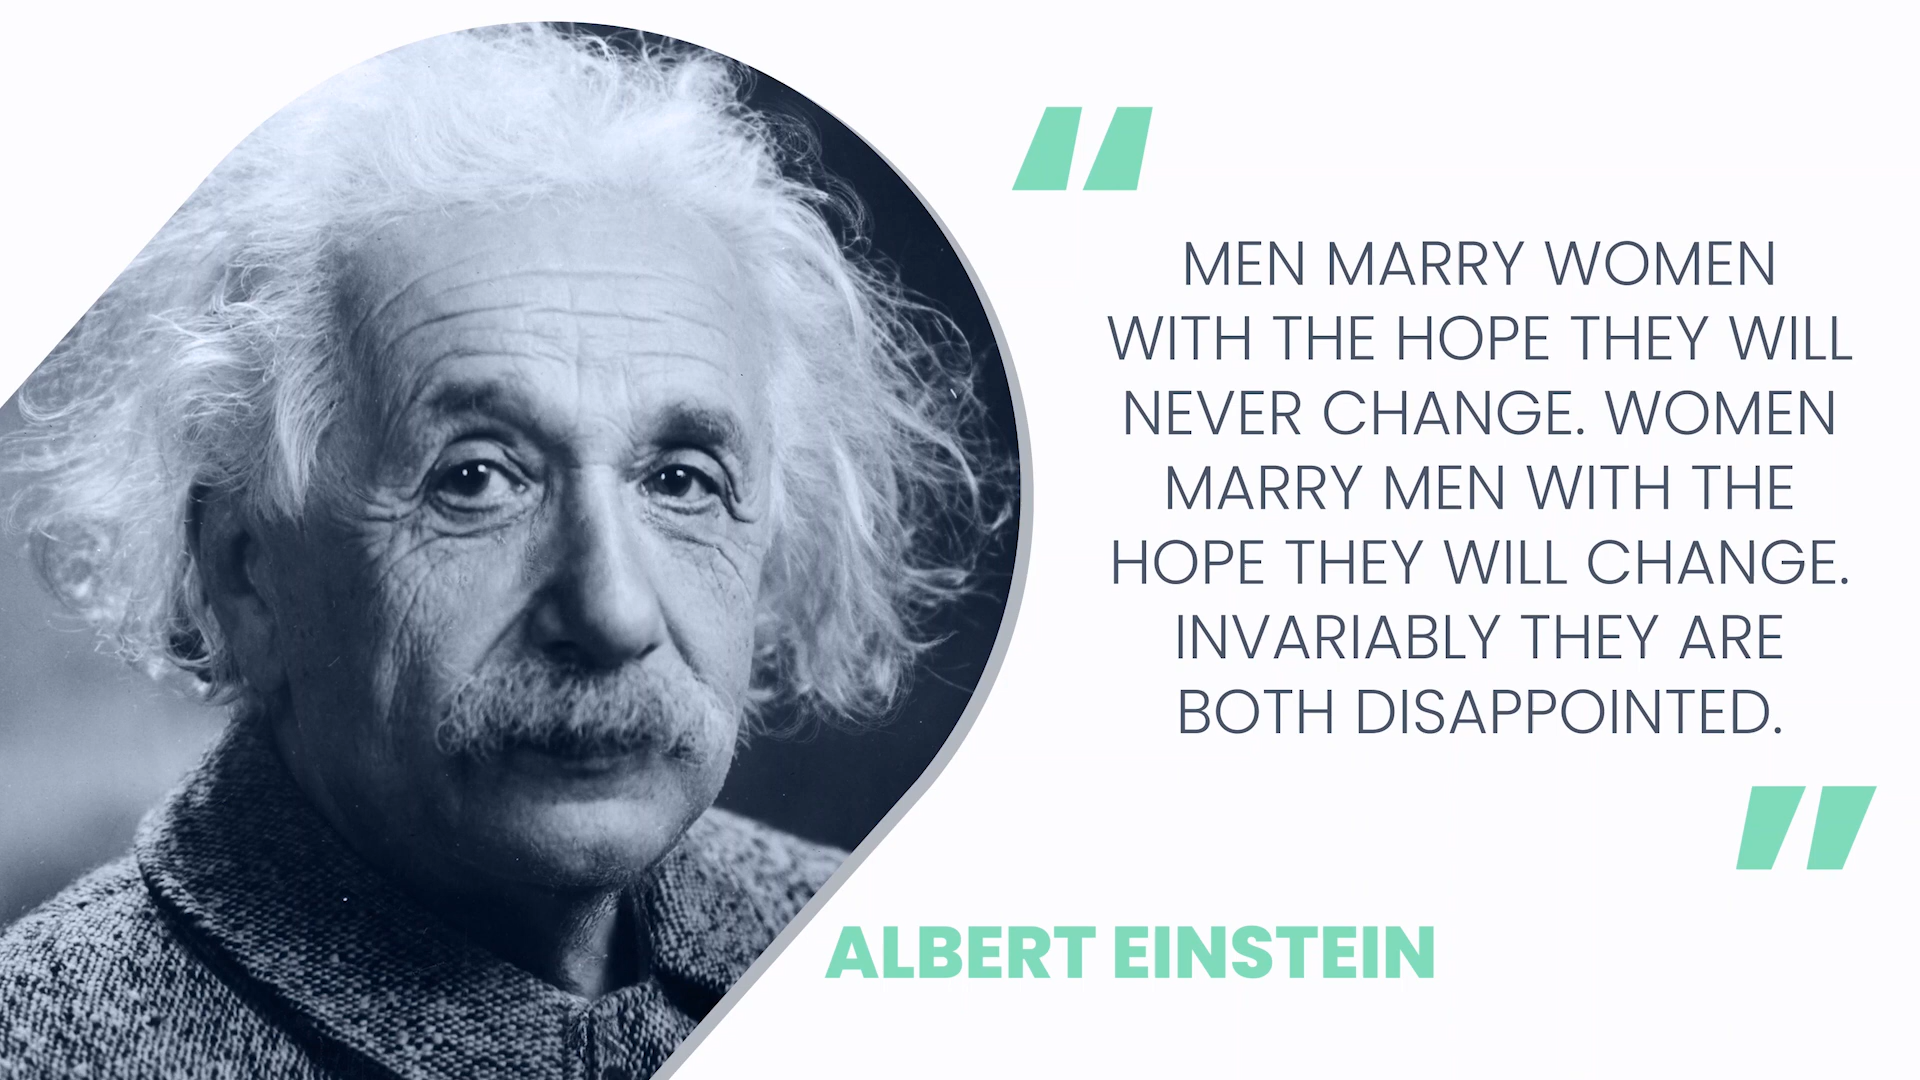 MEN MARRY WOMEN
WITH THE HOPE THEY WILL
NEVER CHANGE. WOMEN
MARRY MEN WITH THE
HOPE THEY WILL CHANGE.
INVARIABLY THEY ARE
BOTH DISAPPOINTED.
ALBERT EINSTEIN